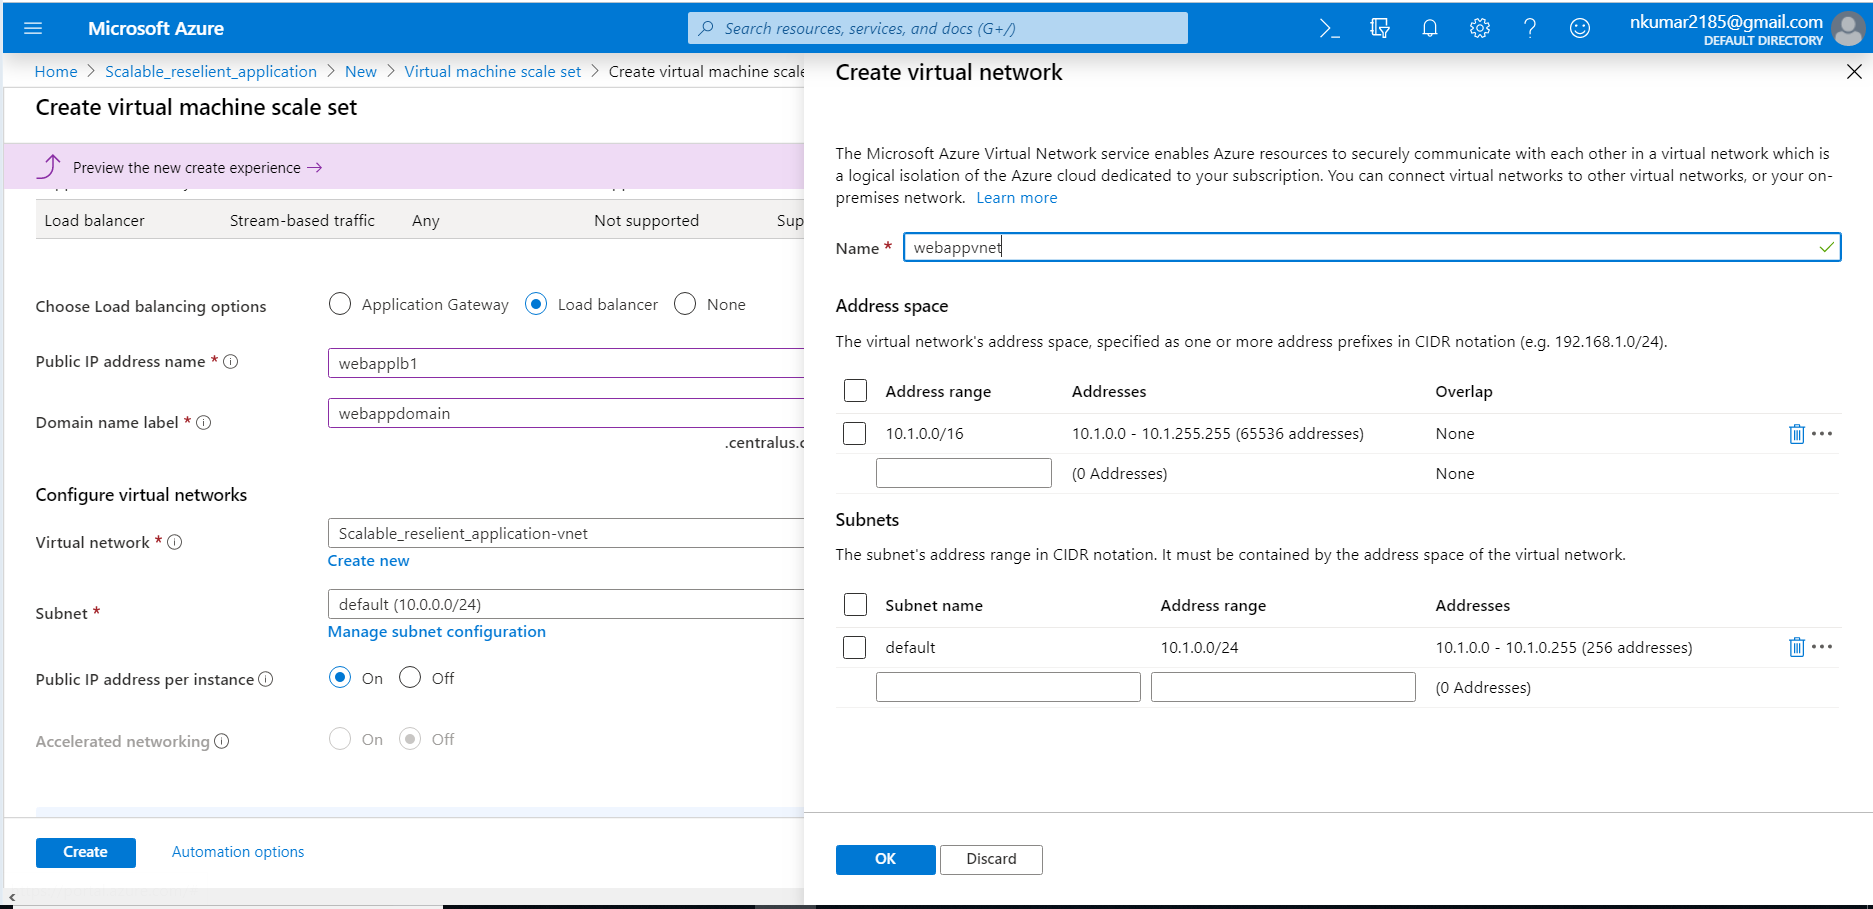 Microsoft Azure
Search resources, services, and docs (G+/)
nkumar2185@gmail.com
DEFAULT DIRECTORY
Home > Scalable_reselient_application > New > Virtual machine scale set > Create virtual machine scale
Create virtual machine scale set
Preview the new create experience →
Load balancer Stream-based traffic Any Not supported Sup
Choose Load balancing options Application Gateway Load balancer None
Public IP address name * webapplb1
Domain name label * webappdomain
.centralus.c
Configure virtual networks
Virtual network * Scalable_reselient_application-vnet
Create new
Subnet * default (10.0.0.0/24)
Manage subnet configuration
Public IP address per instance On Off
Accelerated networking On Off
Create Automation options
Create virtual network
The Microsoft Azure Virtual Network service enables Azure resources to securely communicate with each other in a virtual network which is
a logical isolation of the Azure cloud dedicated to your subscription. You can connect virtual networks to other virtual networks, or your on-
premises network. Learn more
Name * webappvnet
Address space
The virtual network's address space, specified as one or more address prefixes in CIDR notation (e.g. 192.168.1.0/24).
Address range Addresses Overlap
10.1.0.0/16 10.1.0.0 - 10.1.255.255 (65536 addresses) None
(0 Addresses) None
Subnets
The subnet's address range in CIDR notation. It must be contained by the address space of the virtual network.
Subnet name Address range Addresses
default 10.1.0.0/24 10.1.0.0 - 10.1.0.255 (256 addresses)
(0 Addresses)
OK Discard